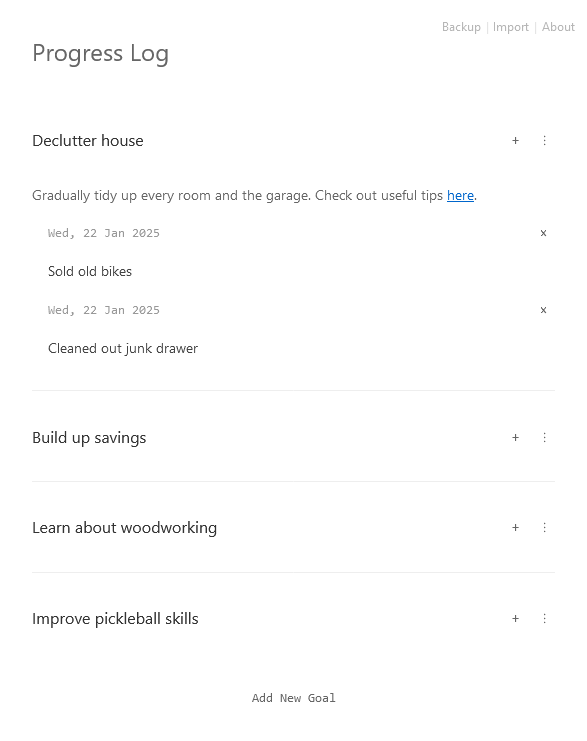 Backup | Import | About
Progress Log
Declutter house + ⋮
Gradually tidy up every room and the garage. Check out useful tips here.
Wed, 22 Jan 2025 x
Sold old bikes
Wed, 22 Jan 2025 x
Cleaned out junk drawer
Build up savings + ⋮
Learn about woodworking + ⋮
Improve pickleball skills + ⋮
Add New Goal